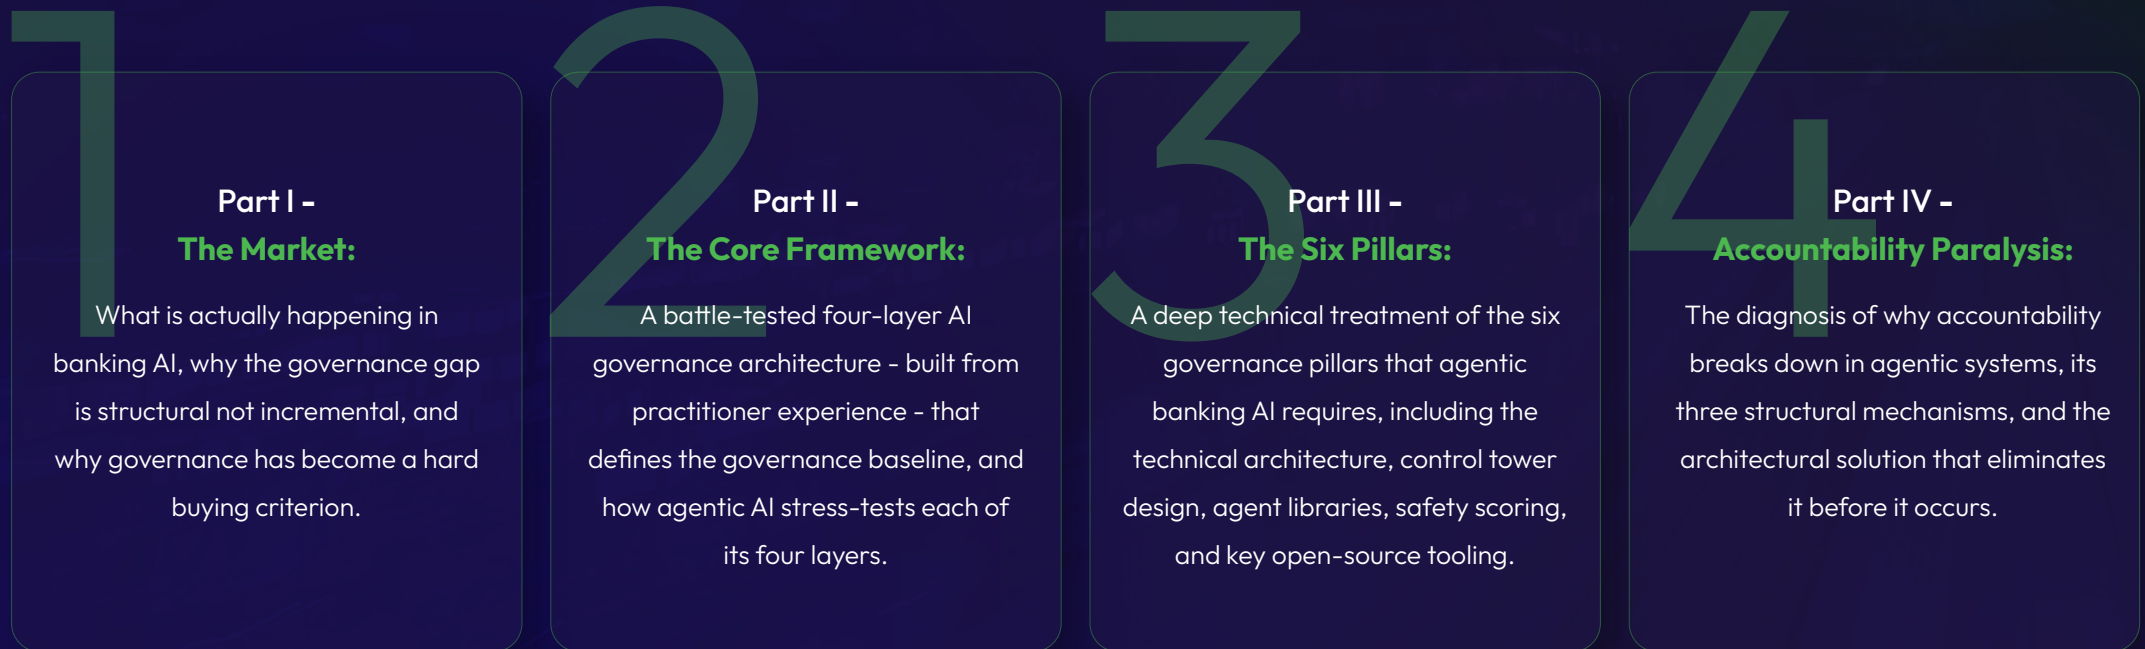 1
Part I -
The Market:
What is actually happening in
banking AI, why the governance gap
is structural not incremental, and
why governance has become a hard
buying criterion.
2
Part II -
The Core Framework:
A battle-tested four-layer AI
governance architecture - built from
practitioner experience - that
defines the governance baseline, and
how agentic AI stress-tests each of
its four layers.
3
Part III -
The Six Pillars:
A deep technical treatment of the six
governance pillars that agentic
banking AI requires, including the
technical architecture, control tower
design, agent libraries, safety scoring,
and key open-source tooling.
4
Part IV -
Accountability Paralysis:
The diagnosis of why accountability
breaks down in agentic systems, its
three structural mechanisms, and the
architectural solution that eliminates
it before it occurs.